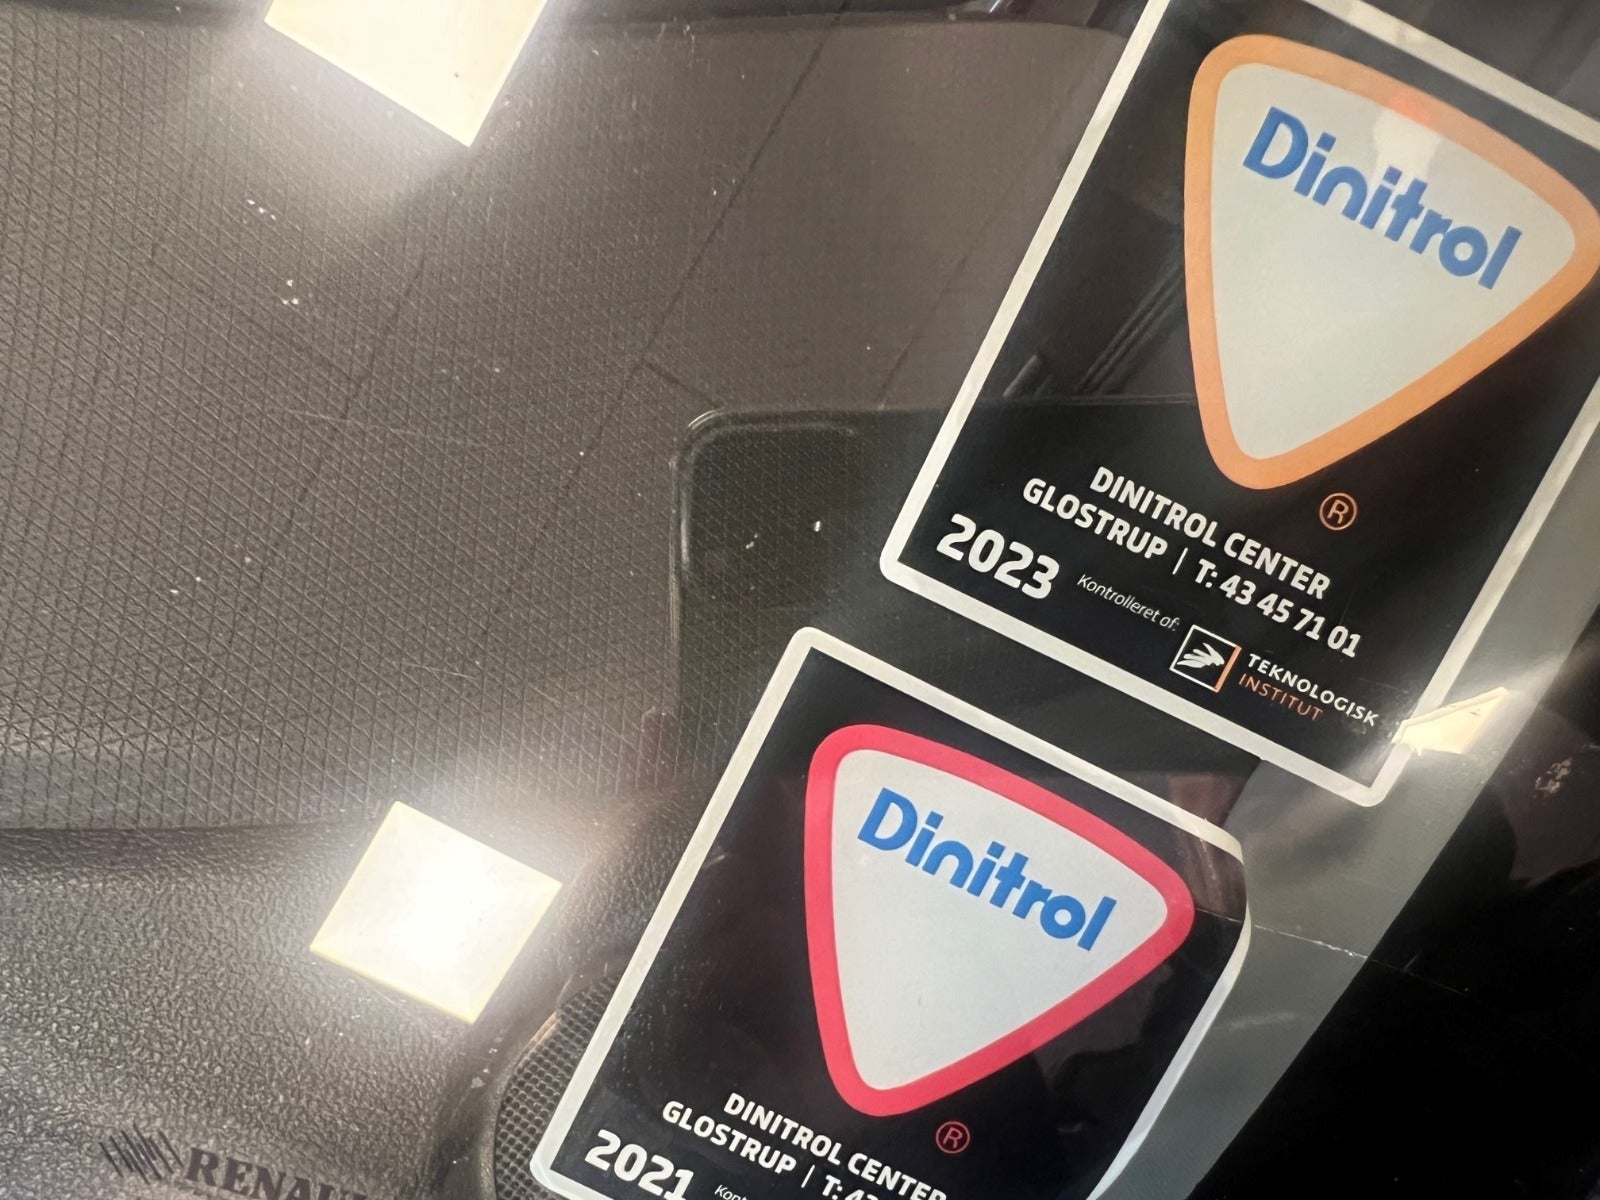 Dinitrol
®
DINITROL CENTER
GLOSTRUP | T: 43 45 71 01
2023
Kontrolleret af:
TEKNOLOGISK
INSTITUT
Dinitrol
®
DINITROL CENTER
GLOSTRUP | T:
2021